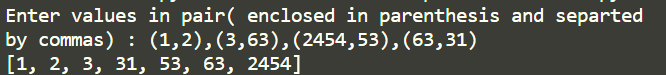 Enter values in pair( enclosed in parenthesis and separted
by commas) : (1,2),(3,63),(2454,53),(63,31)
[1, 2, 3, 31, 53, 63, 2454]